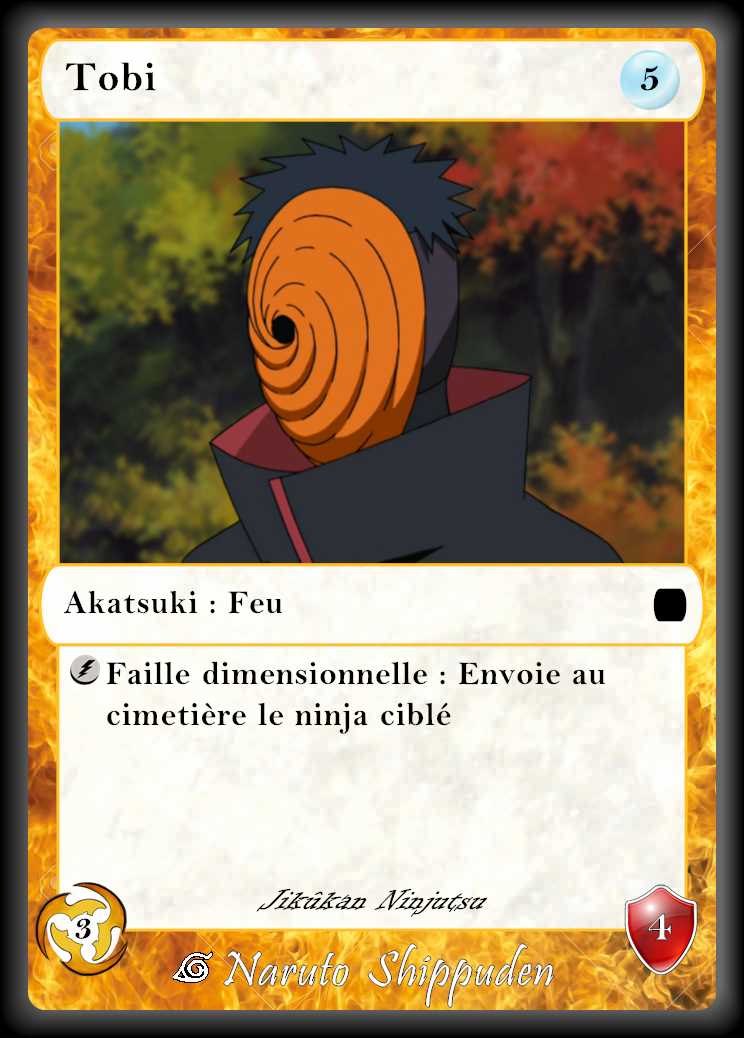 Tobi
5
Akatsuki : Feu
Faille dimensionnelle : Envoie au
cimetière le ninja ciblé
Jikûkan Ninjutsu
3
4
Naruto Shippuden